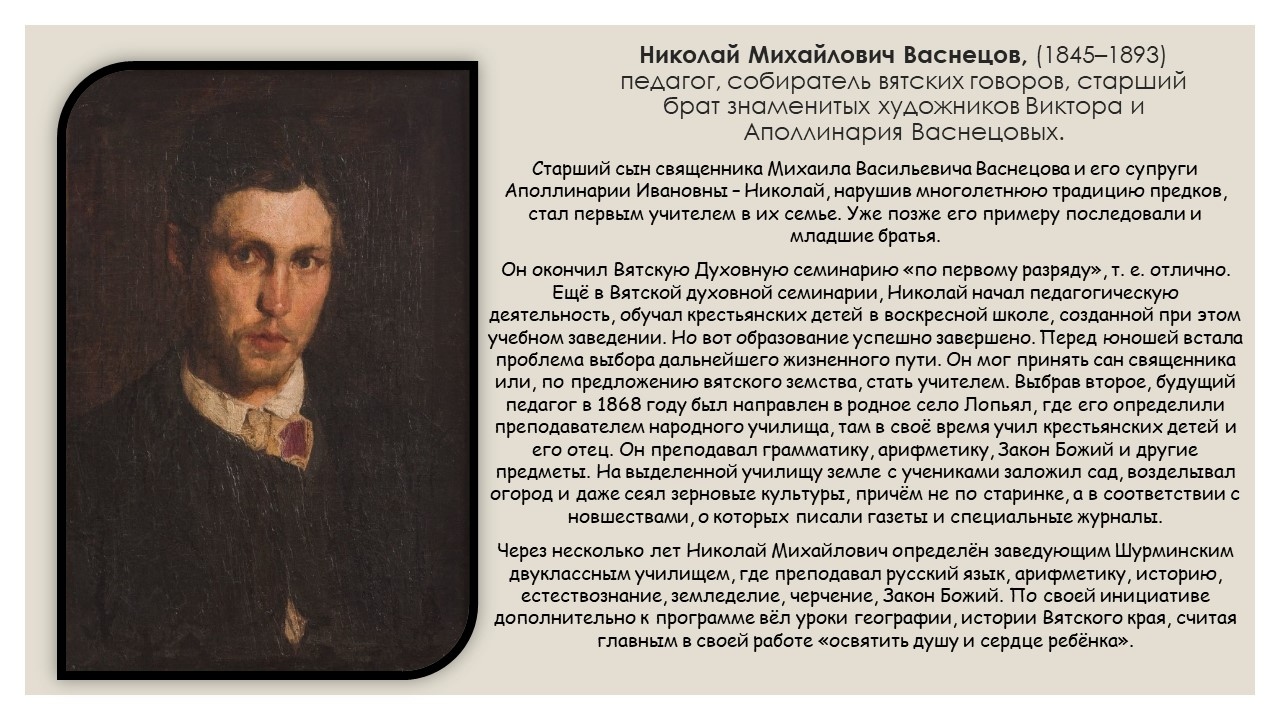 Николай Михайлович Васнецов, (1845–1893)
педагог, собиратель вятских говоров, старший
брат знаменитых художников Виктора и
Аполлинария Васнецовых.
Старший сын священника Михаила Васильевича Васнецова и его супруги
Аполлинарии Ивановны – Николай, нарушив многолетнюю традицию предков,
стал первым учителем в их семье. Уже позже его примеру последовали и
младшие братья.
Он окончил Вятскую Духовную семинарию «по первому разряду», т. е. отлично.
Ещё в Вятской духовной семинарии, Николай начал педагогическую
деятельность, обучал крестьянских детей в воскресной школе, созданной при этом
учебном заведении. Но вот образование успешно завершено. Перед юношей встала
проблема выбора дальнейшего жизненного пути. Он мог принять сан священника
или, по предложению вятского земства, стать учителем. Выбрав второе, будущий
педагог в 1868 году был направлен в родное село Лопьял, где его определили
преподавателем народного училища, там в своё время учил крестьянских детей и
его отец. Он преподавал грамматику, арифметику, Закон Божий и другие
предметы. На выделенной училищу земле с учениками заложил сад, возделывал
огород и даже сеял зерновые культуры, причём не по старинке, а в соответствии с
новшествами, о которых писали газеты и специальные журналы.
Через несколько лет Николай Михайлович определён заведующим Шурминским
двуклассным училищем, где преподавал русский язык, арифметику, историю,
естествознание, земледелие, черчение, Закон Божий. По своей инициативе
дополнительно к программе вёл уроки географии, истории Вятского края, считая
главным в своей работе «освятить душу и сердце ребёнка».